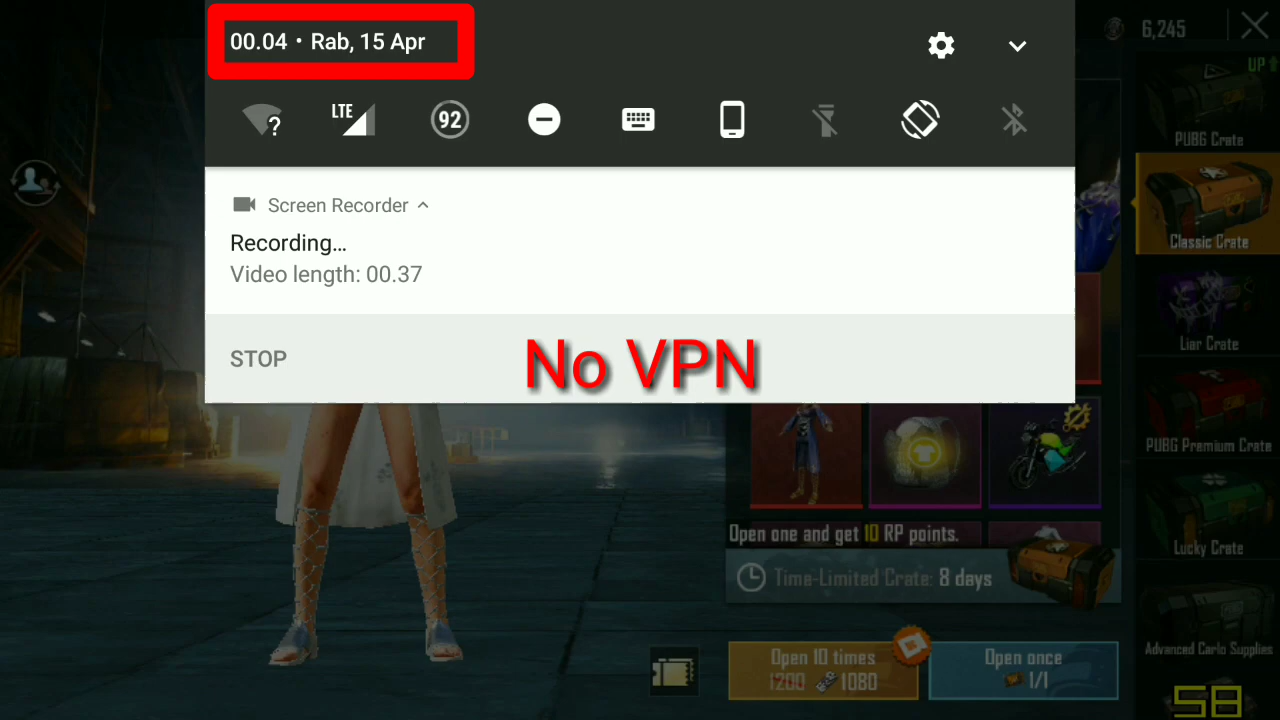 00.04 • Rab, 15 Apr
6,245
UP
LTE
?
92
PUBG Crate
Screen Recorder
Recording...
Video length: 00.37
Classic Crate
STOP
No VPN
Liar Crate
PUBG Premium Crate
Open one and get 10 RP points.
Lucky Crate
Time-Limited Crate: 8 days
Advanced Carlo Supplies
Open 10 times
1200 1080
Open once
1/1
58